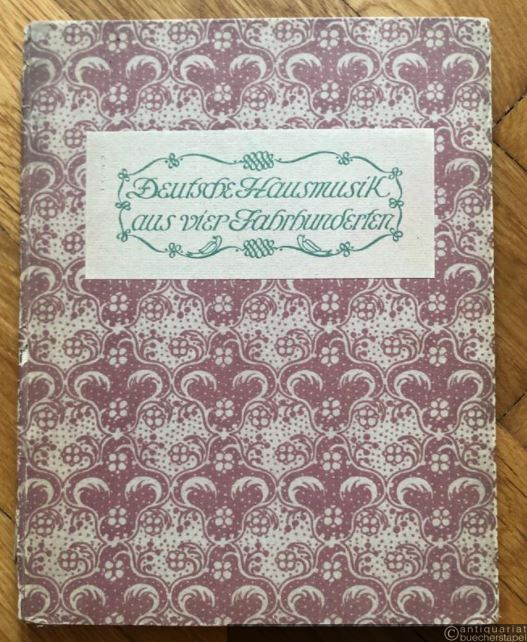 Deutsche Hausmusik
aus vier Jahrhunderten
©antiquariat
buecherstapel